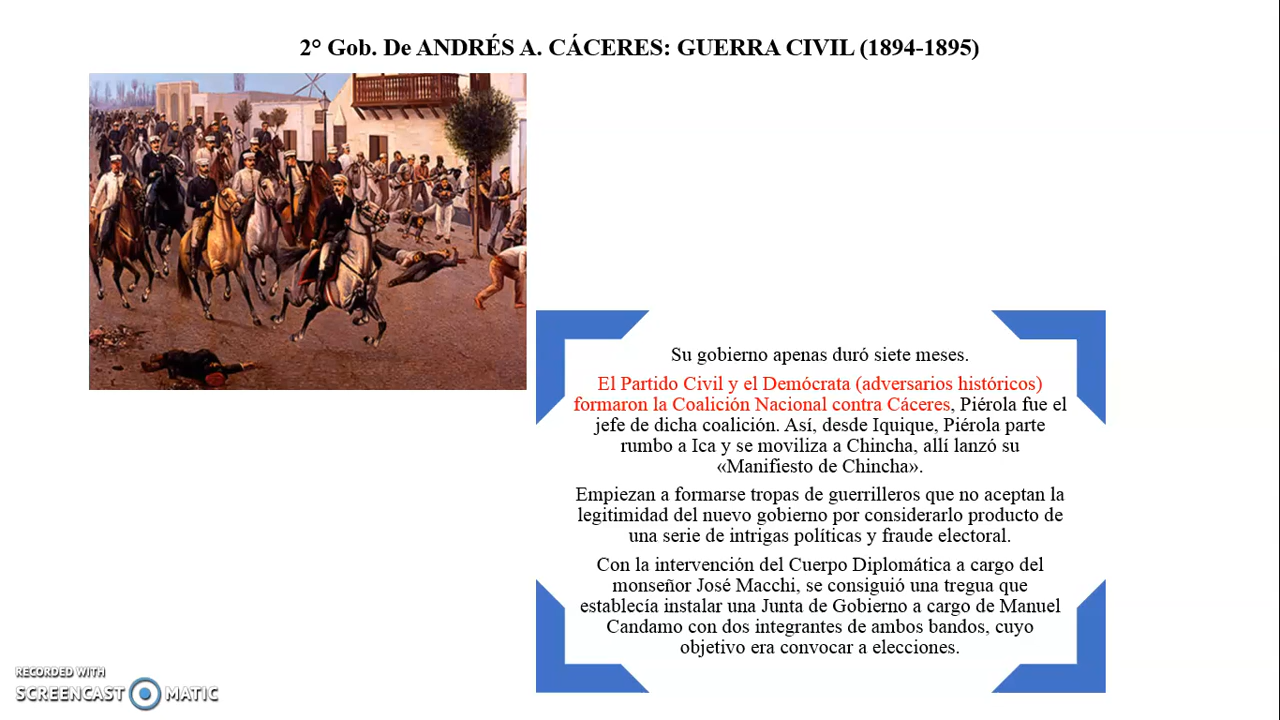 2° Gob. De ANDRÉS A. CÁCERES: GUERRA CIVIL (1894-1895)
Su gobierno apenas duró siete meses.
El Partido Civil y el Demócrata (adversarios históricos)
formaron la Coalición Nacional contra Cáceres, Piérola fue el
jefe de dicha coalición. Así, desde Iquique, Piérola parte
rumbo a Ica y se moviliza a Chincha, allí lanzó su
«Manifiesto de Chincha».
Empiezan a formarse tropas de guerrilleros que no aceptan la
legitimidad del nuevo gobierno por considerarlo producto de
una serie de intrigas políticas y fraude electoral.
Con la intervención del Cuerpo Diplomática a cargo del
monseñor José Macchi, se consiguió una tregua que
establecía instalar una Junta de Gobierno a cargo de Manuel
Candamo con dos integrantes de ambos bandos, cuyo
objetivo era convocar a elecciones.
RECORDED WITH
SCREENCAST MATIC